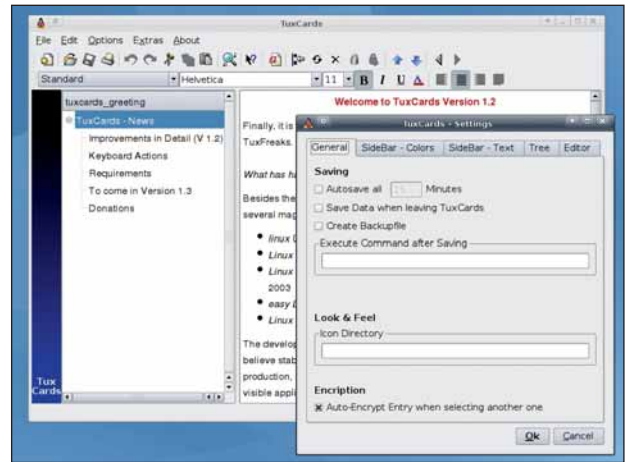 TuxCards
File Edit Options Extras About
Standard Helvetica 11 B I U A
tuxcards_greeting
TuxCards - News
Improvements in Detail (V 1.2)
Keyboard Actions
Requirements
To come in Version 1.3
Donations
Tux
Cards
Welcome to TuxCards Version 1.2
Finally, it is
TuxFreaks.
What has
Besides the
several mag
linux
Linux
Linux
2003
easy
Linux
The develop
believe stab
production,
visible appli
TuxCards - Settings
General SideBar - Colors SideBar - Text Tree Editor
Saving
Autosave all Minutes
Save Data when leaving TuxCards
Create Backupfile
Execute Command after Saving
Look & Feel
Icon Directory
Encription
Auto-Encrypt Entry when selecting another one
Ok Cancel